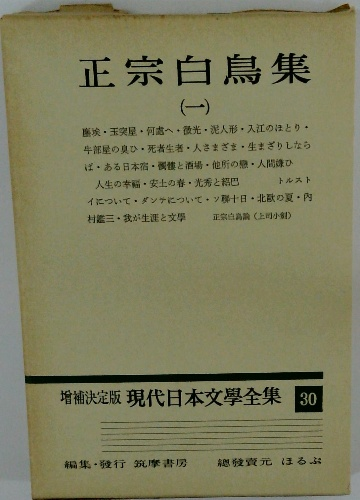 正宗白鳥集
(一)
塵埃・玉突屋・何處へ・微光・泥人形・入江のほとり・
牛部屋の臭ひ・死者生者・人さまざま・生まざりしなら
ば・ある日本宿・髑髏と酒場・他所の戀・人間嫌ひ
人生の幸福・安土の春・光秀と紹巴 トルスト
イについて・ダンテについて・ソ聯十日・北歐の夏・内
村鑑三・我が生涯と文學 正宗白鳥論(上司小劍)
増補決定版 現代日本文學全集 30
編集・發行 筑摩書房 總發賣元 ほるぷ